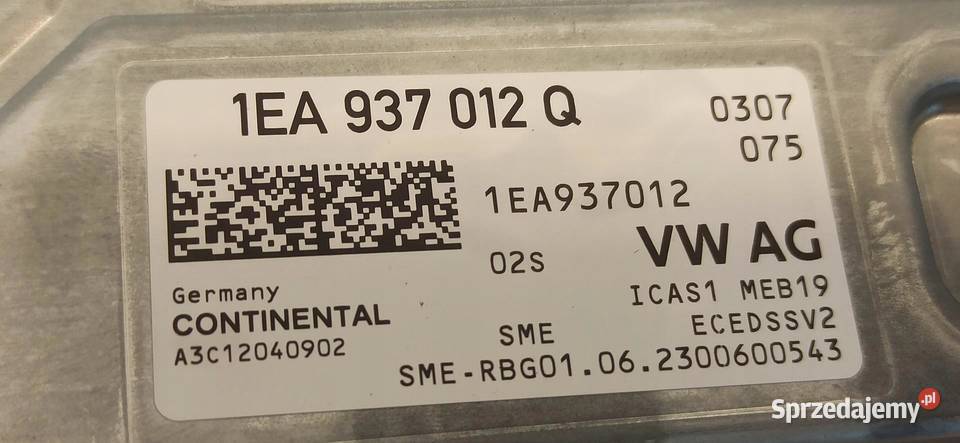 1EA 937 012 Q
0307
075
1EA937012
02S
VW AG
ICAS1 MEB19
ECEDSSV2
Germany
CONTINENTAL
A3C12040902
SME
SME-RBG01.06.2300600543
Sprzedajemy.pl